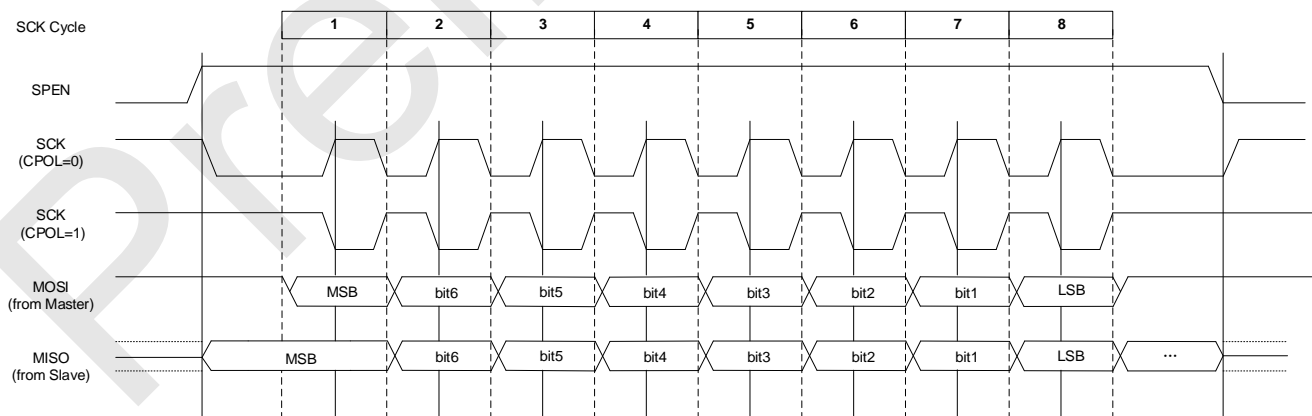 SCK Cycle 1 2 3 4 5 6 7 8
SPEN
SCK
(CPOL=0)
SCK
(CPOL=1)
MOSI
(from Master)
MSB bit6 bit5 bit4 bit3 bit2 bit1 LSB
MISO
(from Slave)
MSB bit6 bit5 bit4 bit3 bit2 bit1 LSB ...